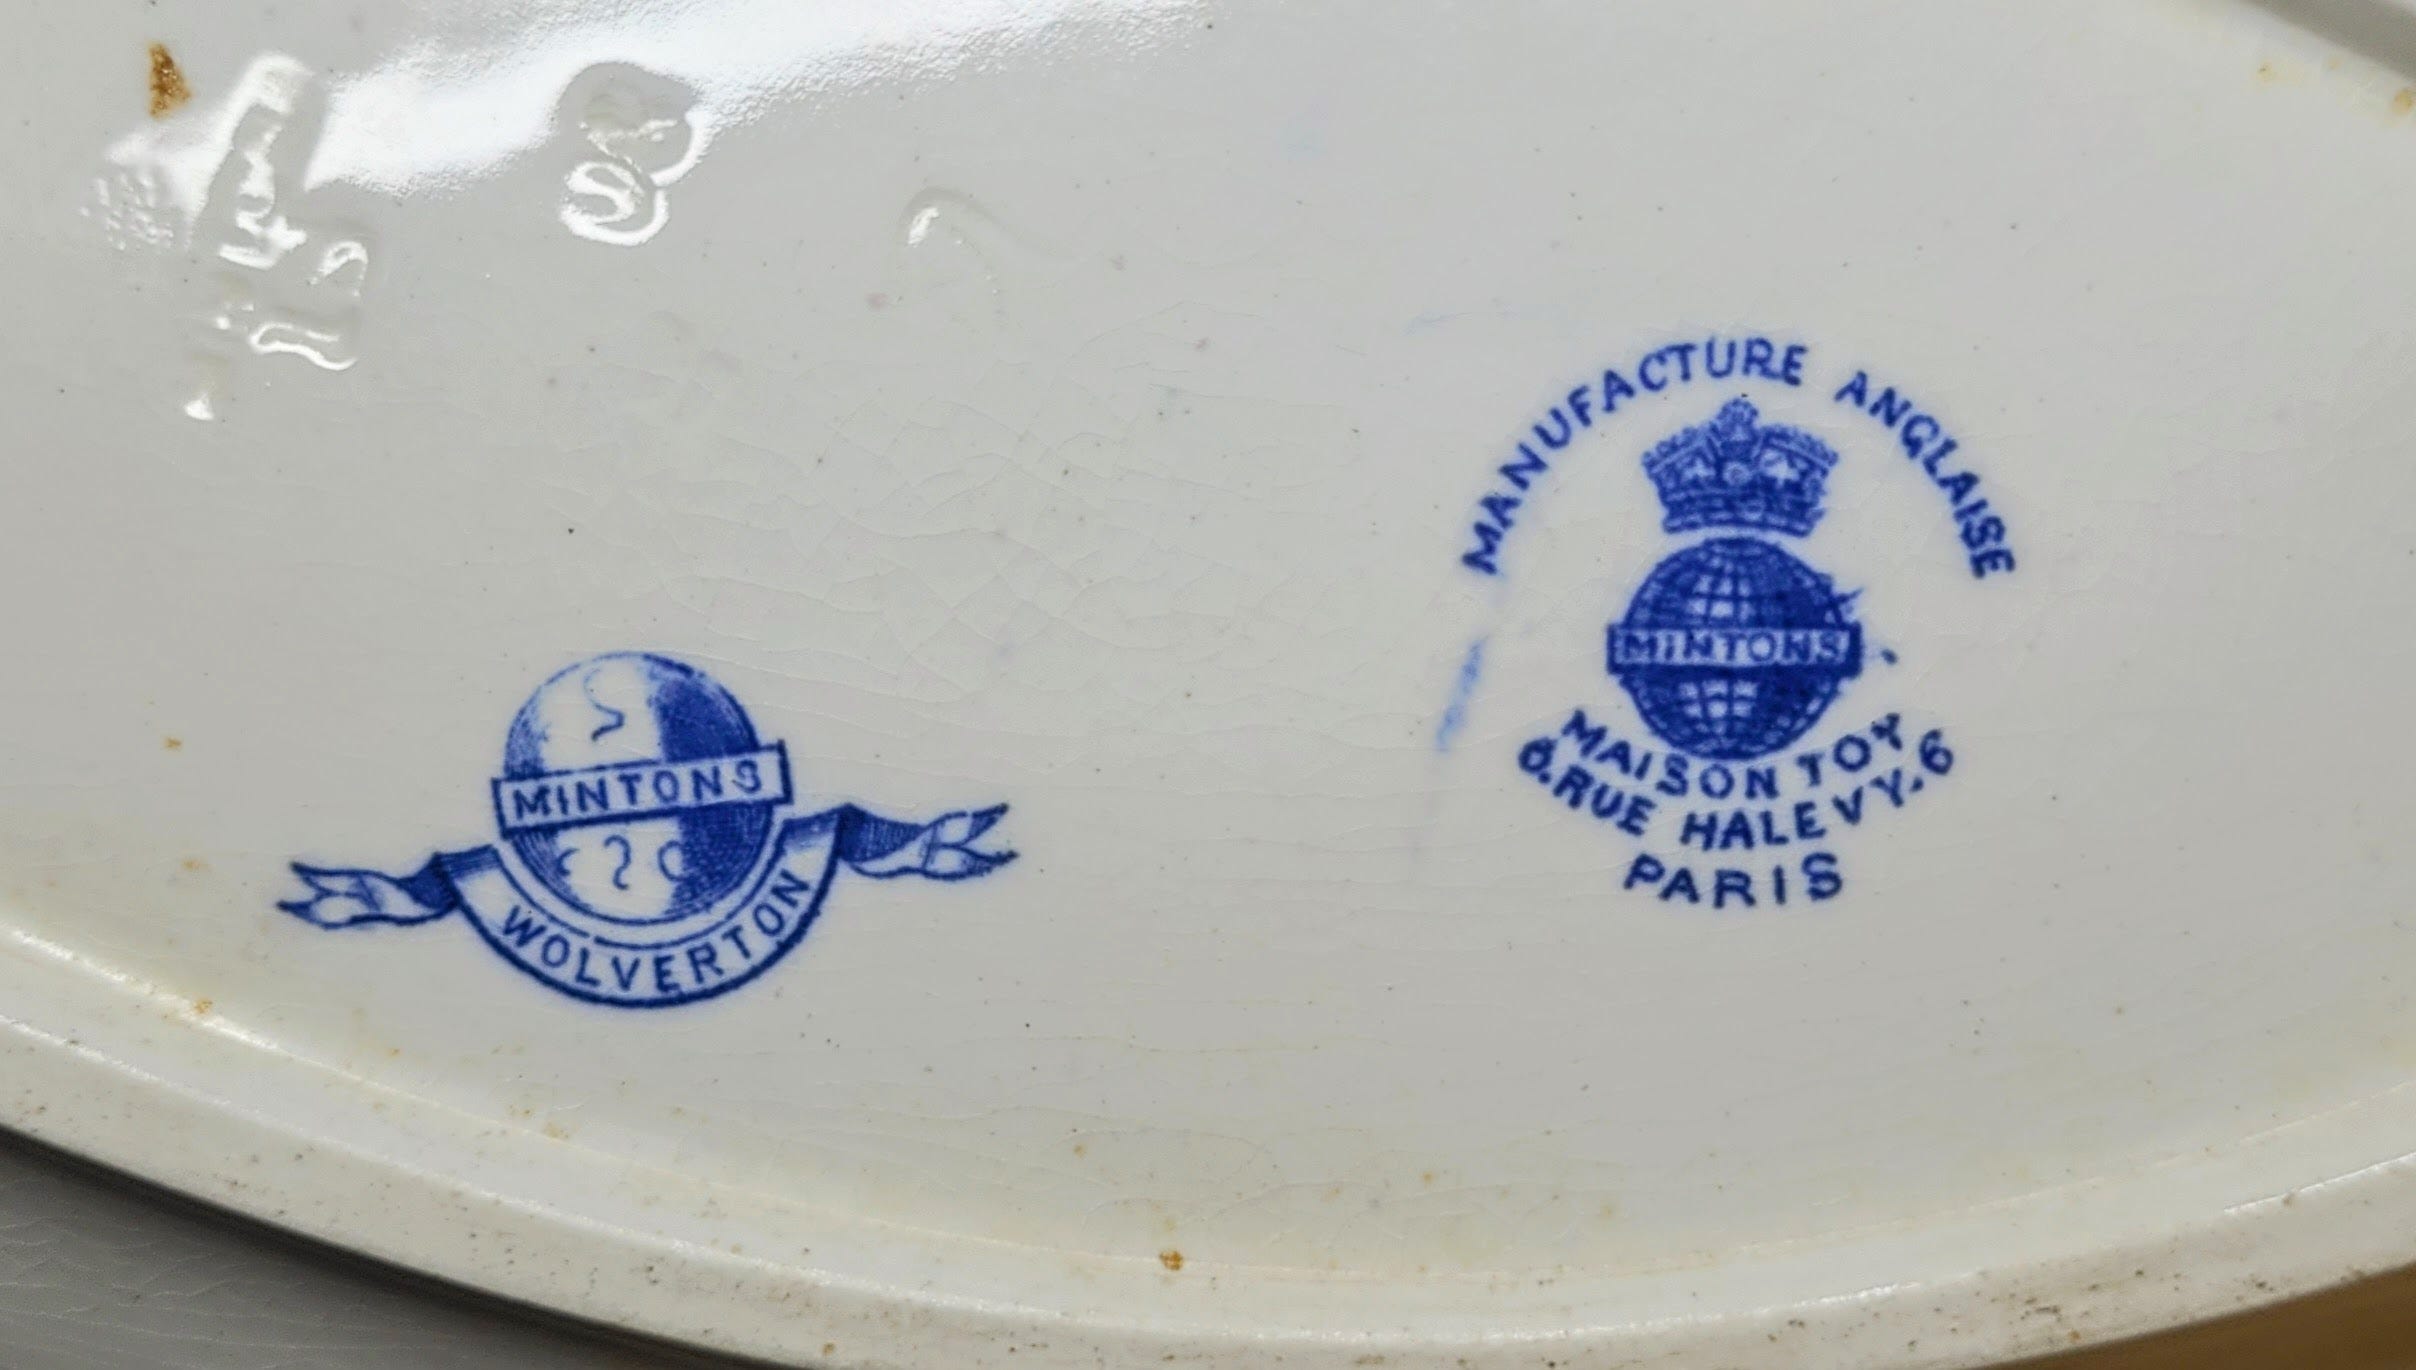 MINTONS
WOLVERTON
MANUFACTURE ANGLAISE
MINTONS
MAISON TOY
6. RUE HALEVY. 6
PARIS